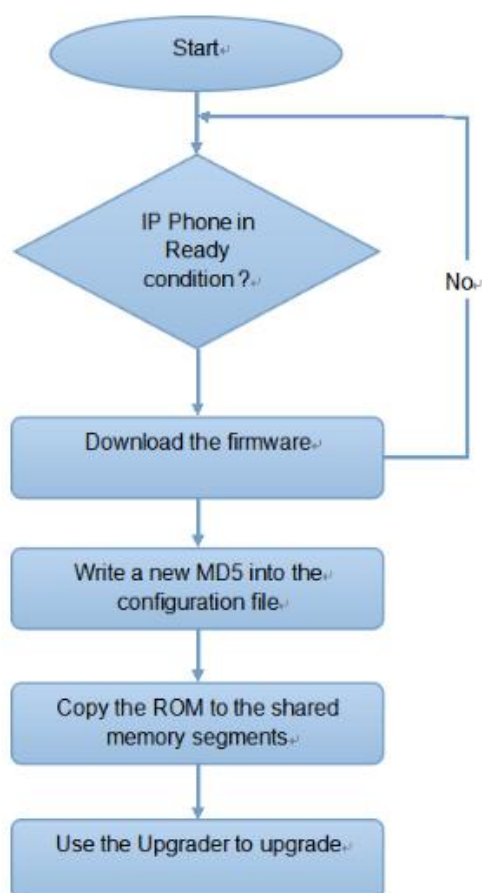 Start
IP Phone in
Ready
condition?
No
Download the firmware
Write a new MD5 into the
configuration file
Copy the ROM to the shared
memory segments
Use the Upgrader to upgrade